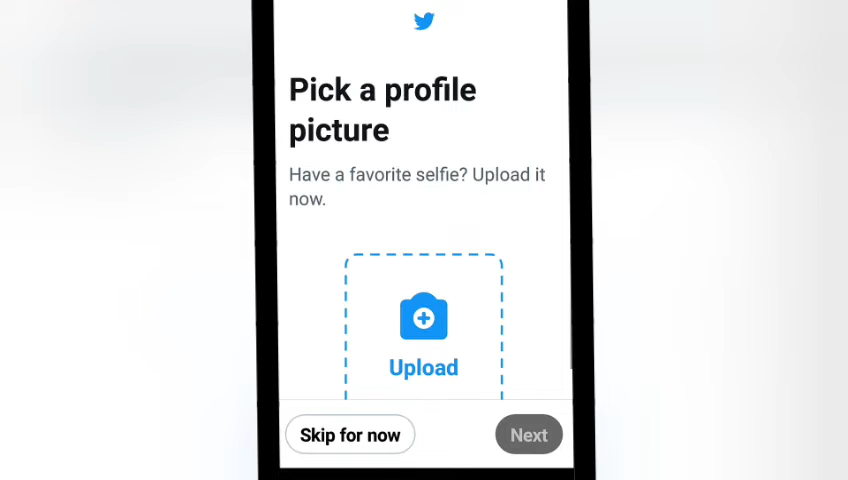 Pick a profile
picture
Have a favorite selfie? Upload it
now.
Upload
Skip for now
Next